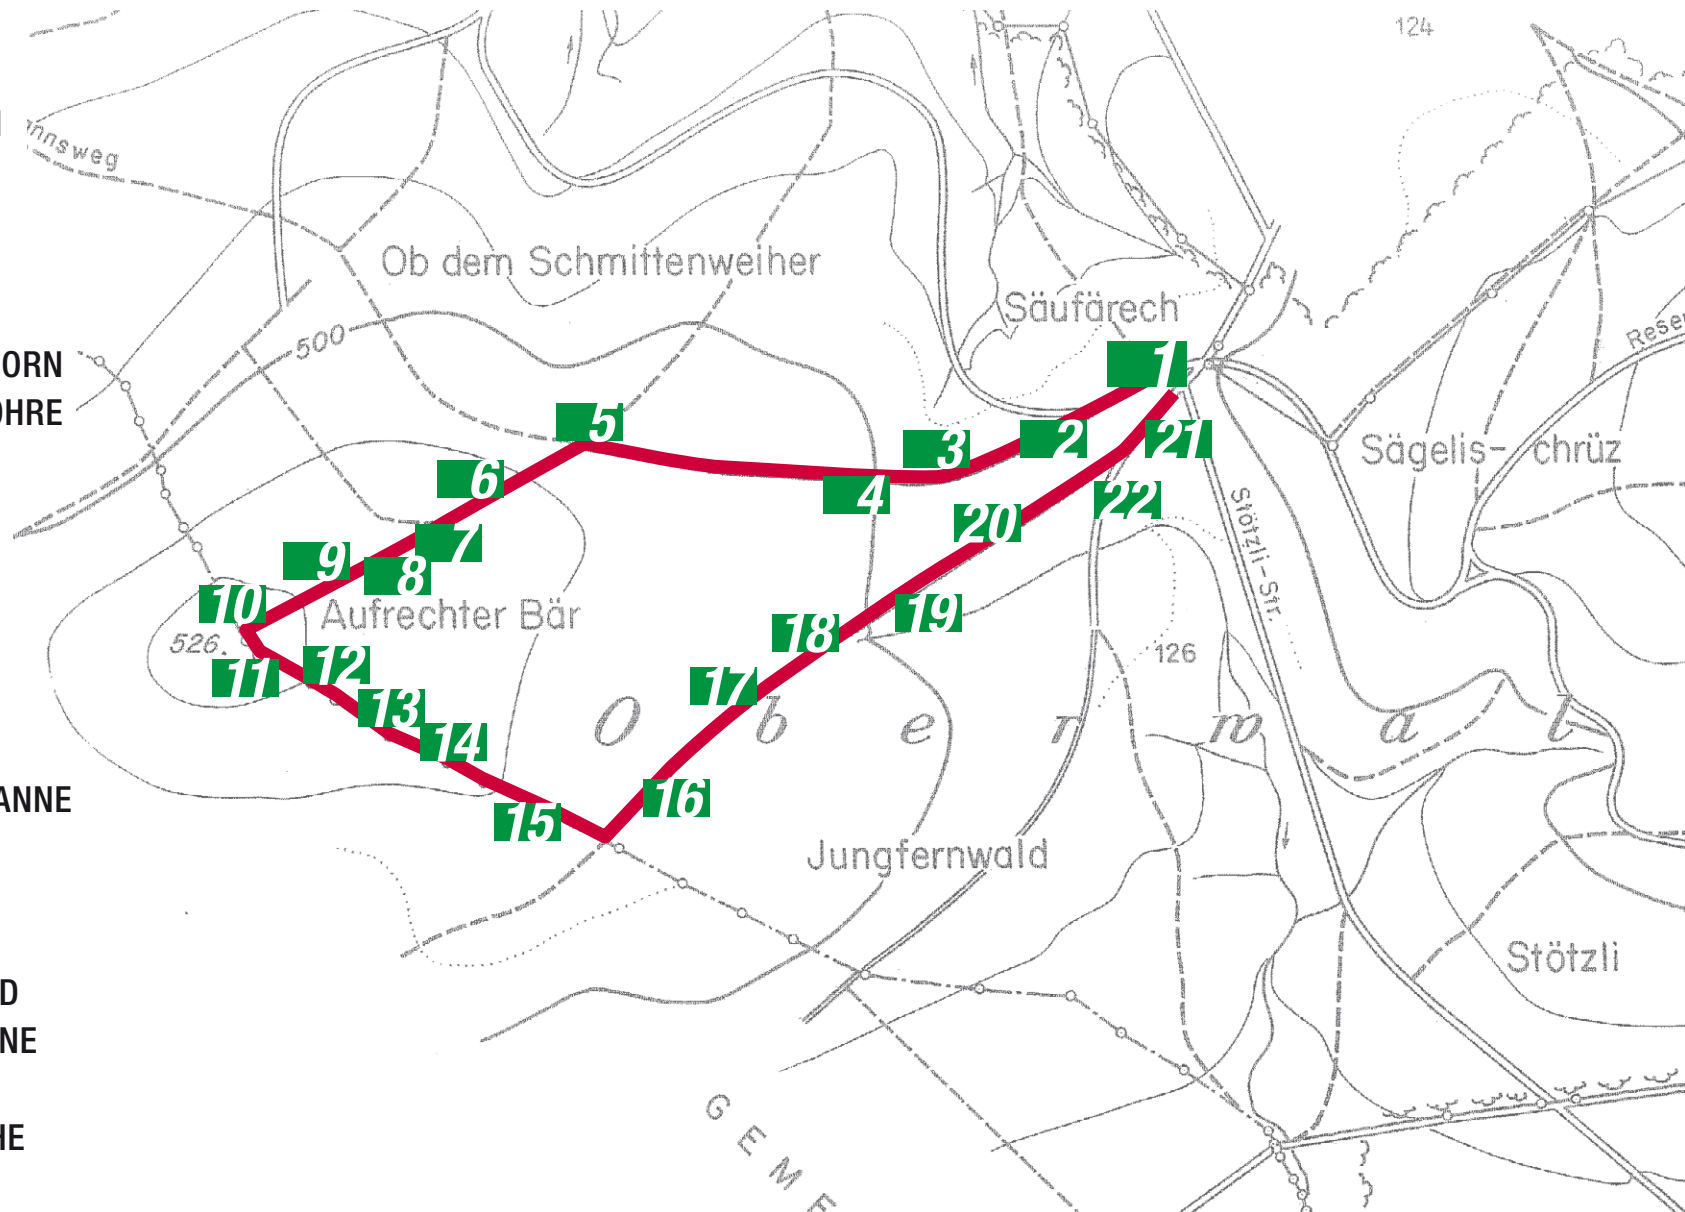 124
nnsweg
Ob dem Schmittenweiher
Säufärech
500
ORN
1
Reser
OHRE
5
2
21
3
Sägelis- chrüz
6
4
22
20
Stötzli-Str.
7
9
8
10
Aufrechter Bär
19
18
526.
126
12
11
17
13
O b e r w a l
14
ANNE
16
15
Jungfernwald
Stötzli
D
NE
GEME
HE